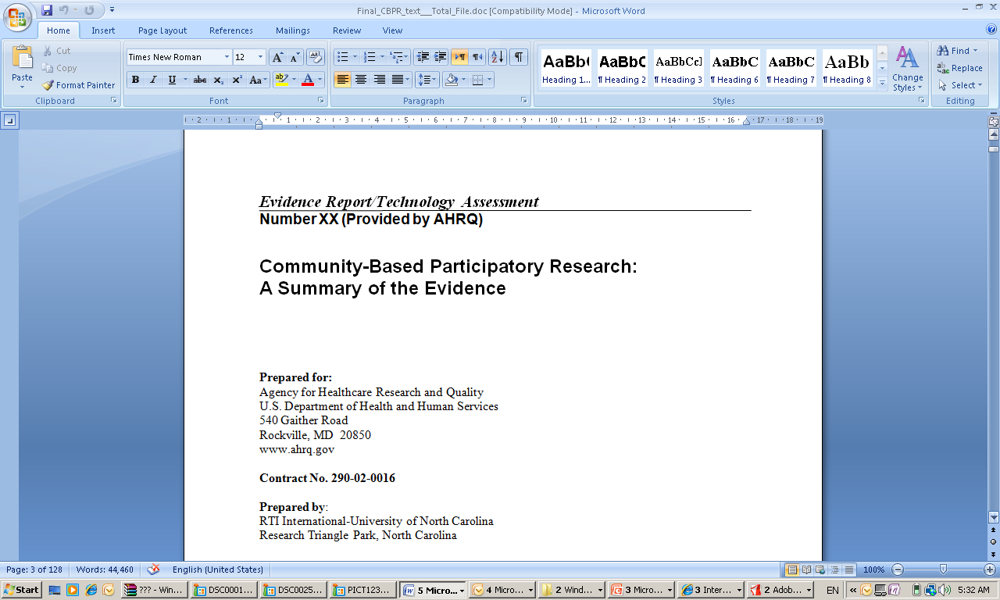 al_CBPR_text___Total_File.doc [Compatibility Mode] - Microsoft Word
Home Insert Page Layout References Mailings Review View
Paste
Cut
Copy
Format Painter
Clipboard
Times New Roman 12
B I U abc x₂ x² Aa
Font
Paragraph
AaBb( AaBbC AaBbCcI AaBbC AaBbC AaBb
Heading 1... ¶ Heading 2 ¶ Heading 3 ¶ Heading 6 ¶ Heading 7 ¶ Heading 8
Change Styles
Styles
Find
Replace
Select
Editing
2 1 1 2 3 4 5 6 7 8 9 10 11 12 13 14 15 16 17 18 19
Evidence Report/Technology Assessment
Number XX (Provided by AHRQ)
Community-Based Participatory Research:
A Summary of the Evidence
Prepared for:
Agency for Healthcare Research and Quality
U.S. Department of Health and Human Services
540 Gaither Road
Rockville, MD 20850
www.ahrq.gov
Contract No. 290-02-0016
Prepared by:
RTI International-University of North Carolina
Research Triangle Park, North Carolina
Page: 3 of 128 Words: 44,460 English (United States) 100%
Start ??? - Win... DSC0001... DSC0025... PICT123... 5 Micro... 4 Micro... 2 Wind... 3 Micro... 3 Inter... 2 Adob... EN « 5:32 AM